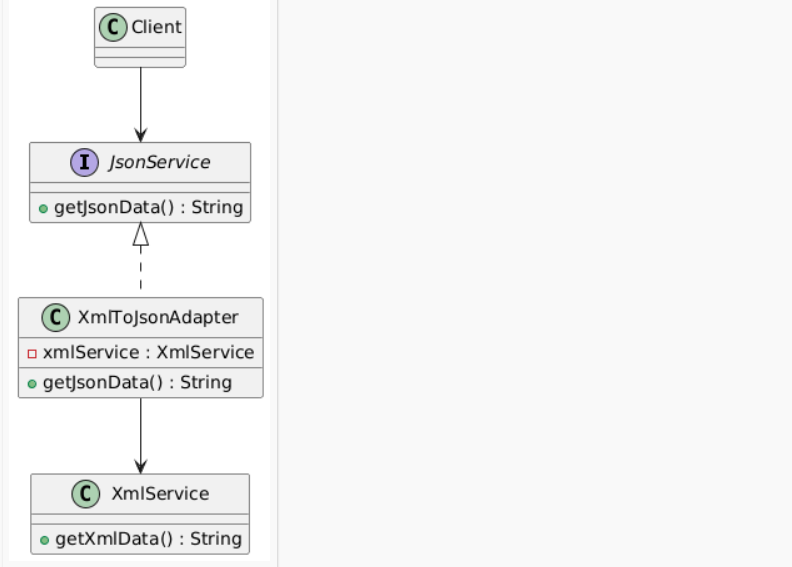 C Client
I JsonService
getJsonData() : String
C XmlToJsonAdapter
xmlService : XmlService
getJsonData() : String
C XmlService
getXmlData() : String